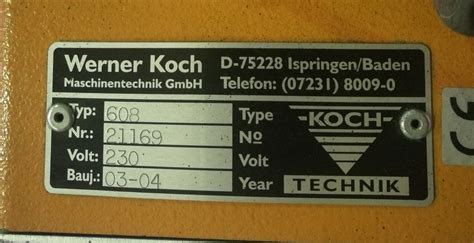 Werner Koch
Maschinentechnik GmbH
D-75228 Ispringen/Baden
Telefon: (07231) 8009-0
Typ: 608 Type
Nr.: 21169 No
Volt: 230 Volt
Bauj.: 03-04 Year
KOCH
TECHNIK
CE